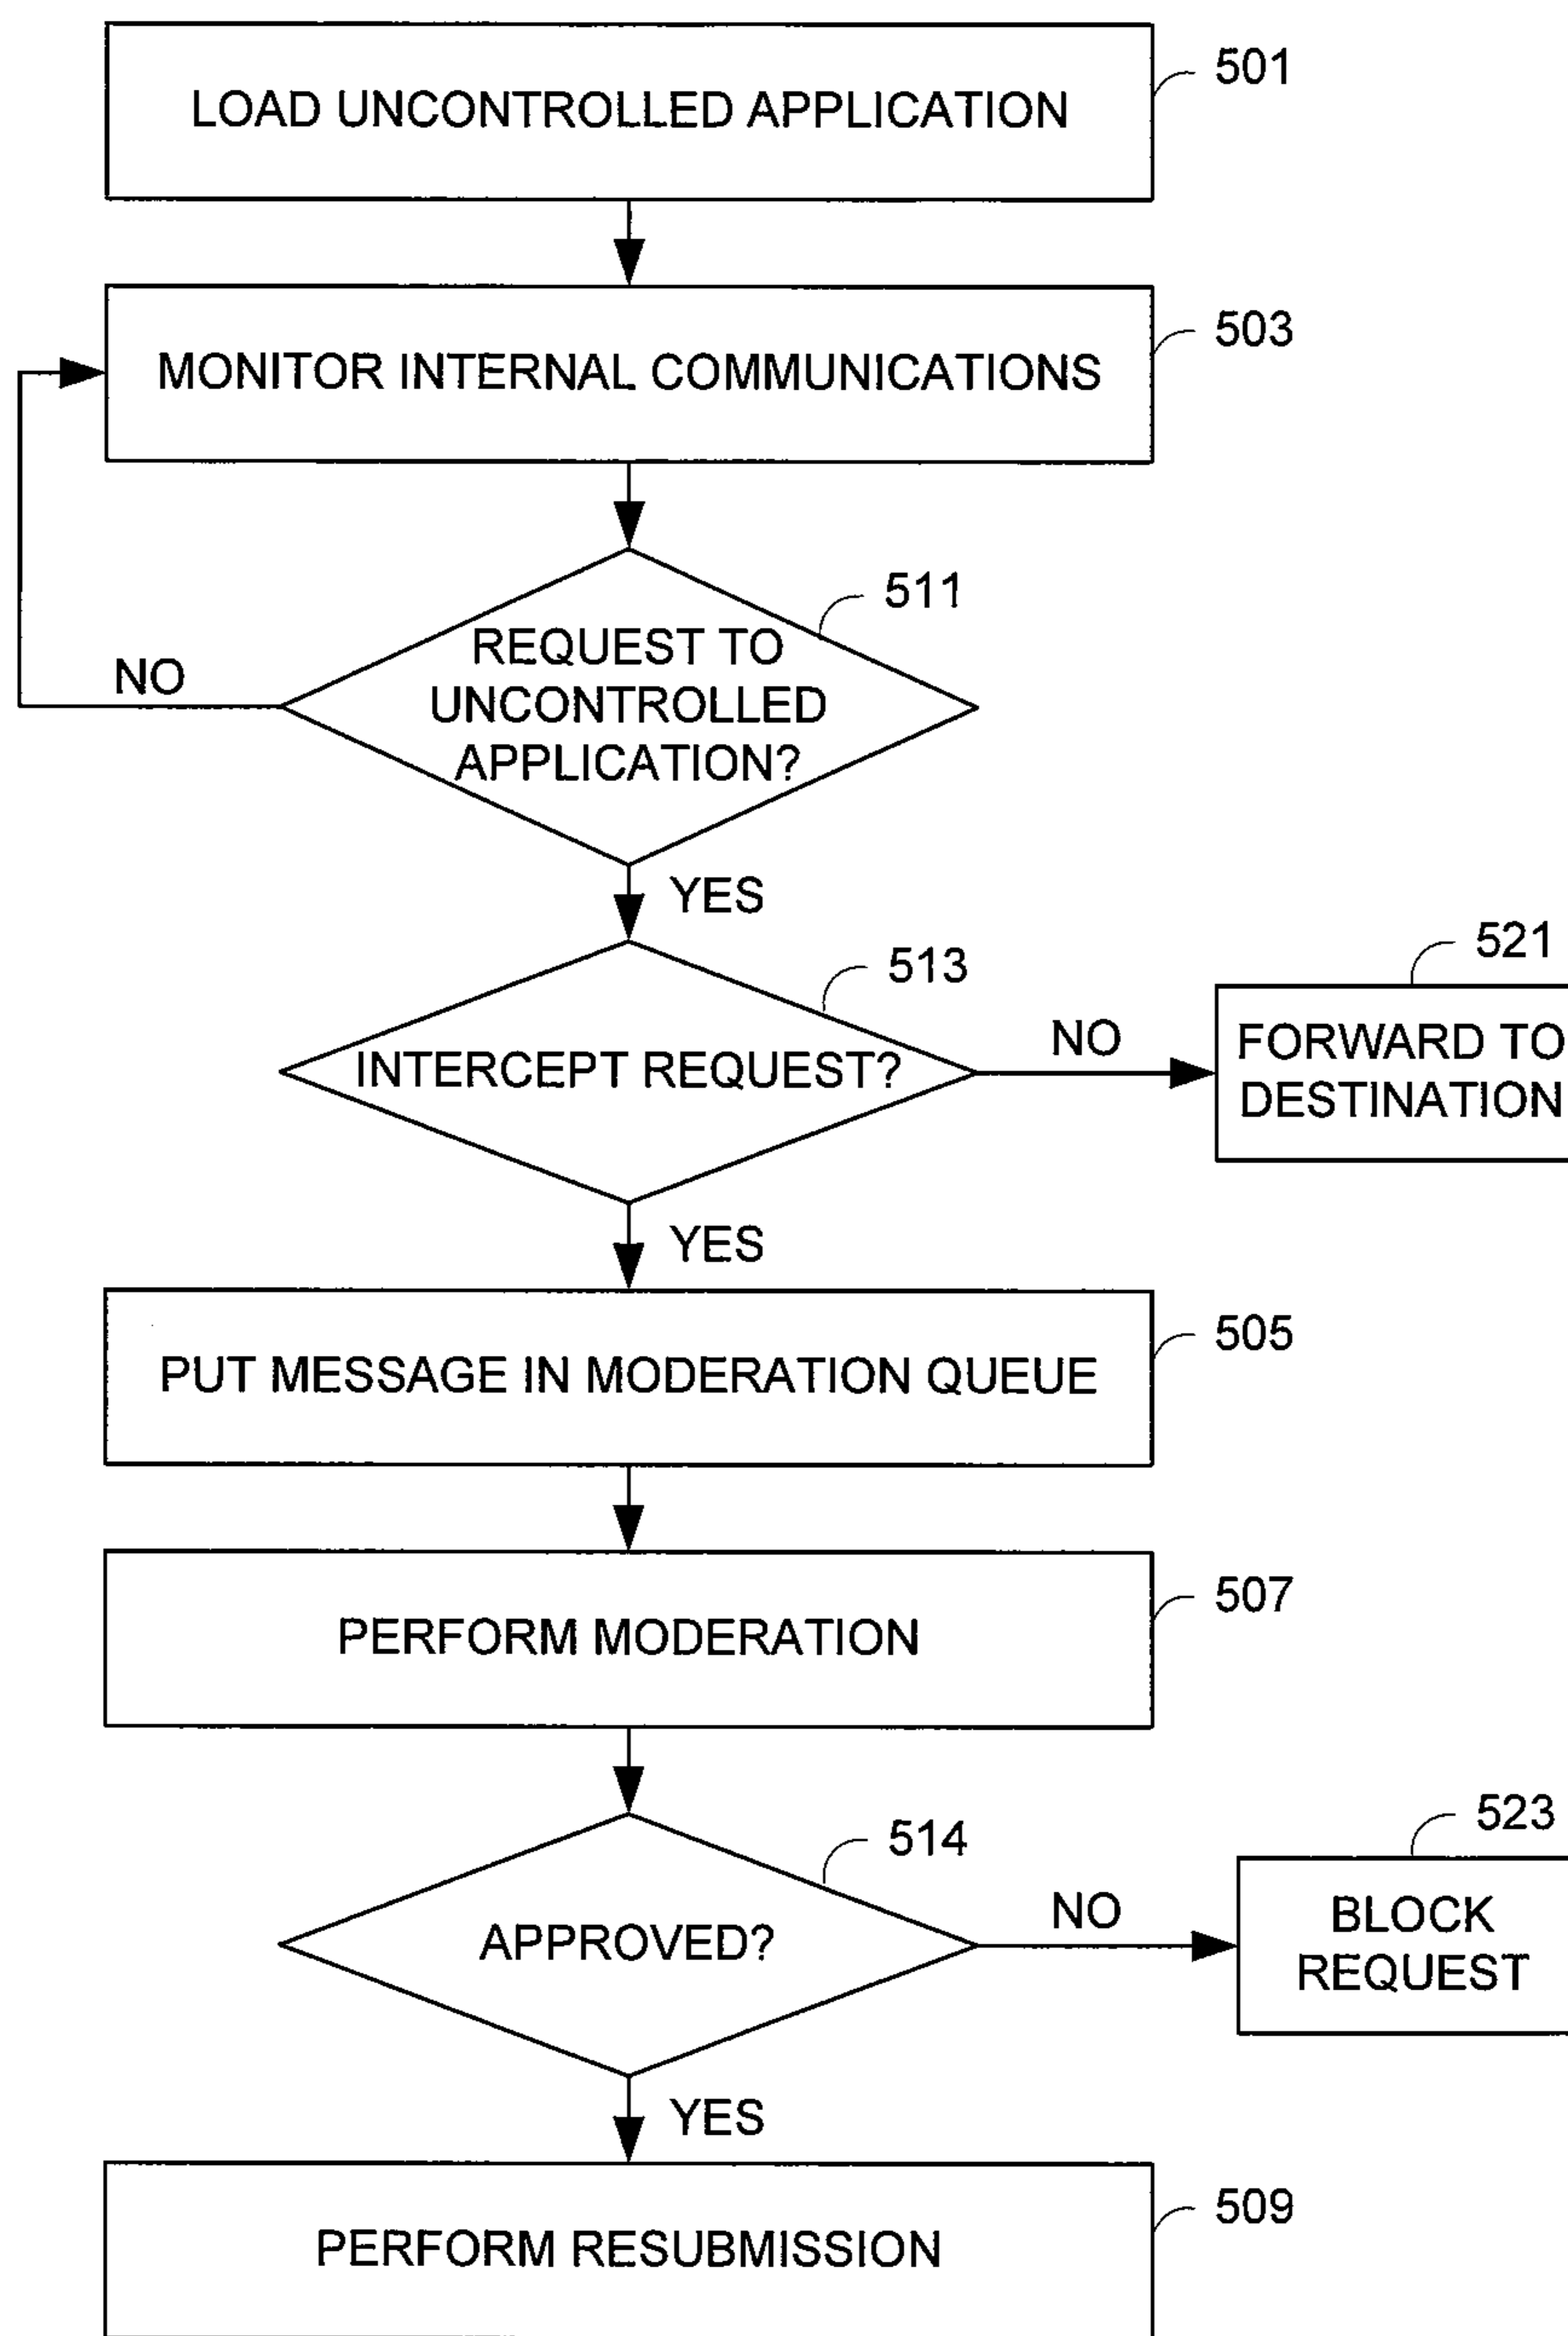 LOAD UNCONTROLLED APPLICATION
501
MONITOR INTERNAL COMMUNICATIONS
503
REQUEST TO
UNCONTROLLED
APPLICATION?
511
NO
YES
INTERCEPT REQUEST?
513
NO
FORWARD TO
DESTINATION
521
YES
PUT MESSAGE IN MODERATION QUEUE
505
PERFORM MODERATION
507
APPROVED?
514
NO
BLOCK
REQUEST
523
YES
PERFORM RESUBMISSION
509